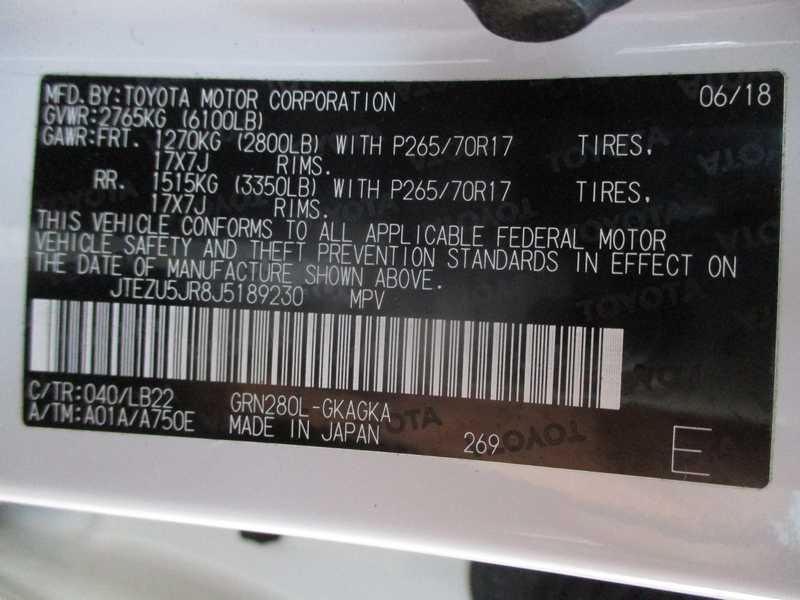 MFD.BY:TOYOTA MOTOR CORPORATION 06/18
GVWR:2765KG (6100LB)
GAWR:FRT. 1270KG (2800LB) WITH P265/70R17 TIRES,
17X7J RIMS.
RR. 1515KG (3350LB) WITH P265/70R17 TIRES,
17X7J RIMS.
THIS VEHICLE CONFORMS TO ALL APPLICABLE FEDERAL MOTOR
VEHICLE SAFETY AND THEFT PREVENTION STANDARDS IN EFFECT ON
THE DATE OF MANUFACTURE SHOWN ABOVE.
JTEZU5JR8J5189230 MPV
C/TR:040/LB22 GRN280L-GKAGKA
A/TM:A01A/A750E MADE IN JAPAN 269 E
TOYOTA